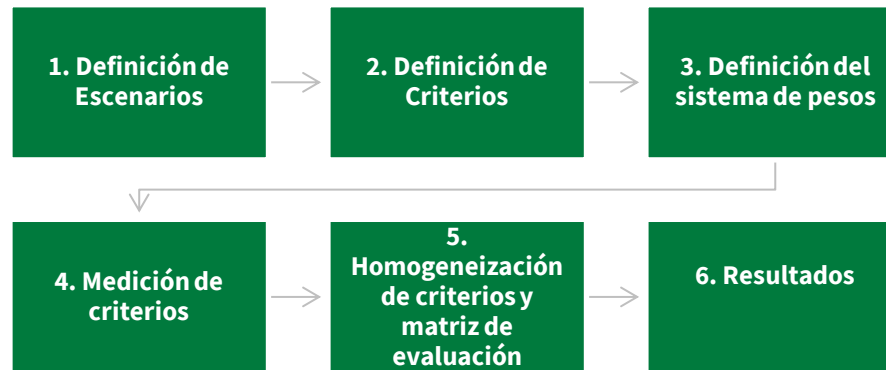 1. Definición de
Escenarios
2. Definición de
Criterios
3. Definición del
sistema de pesos
4. Medición de
criterios
5.
Homogeneización
de criterios y
matriz de
evaluación
6. Resultados